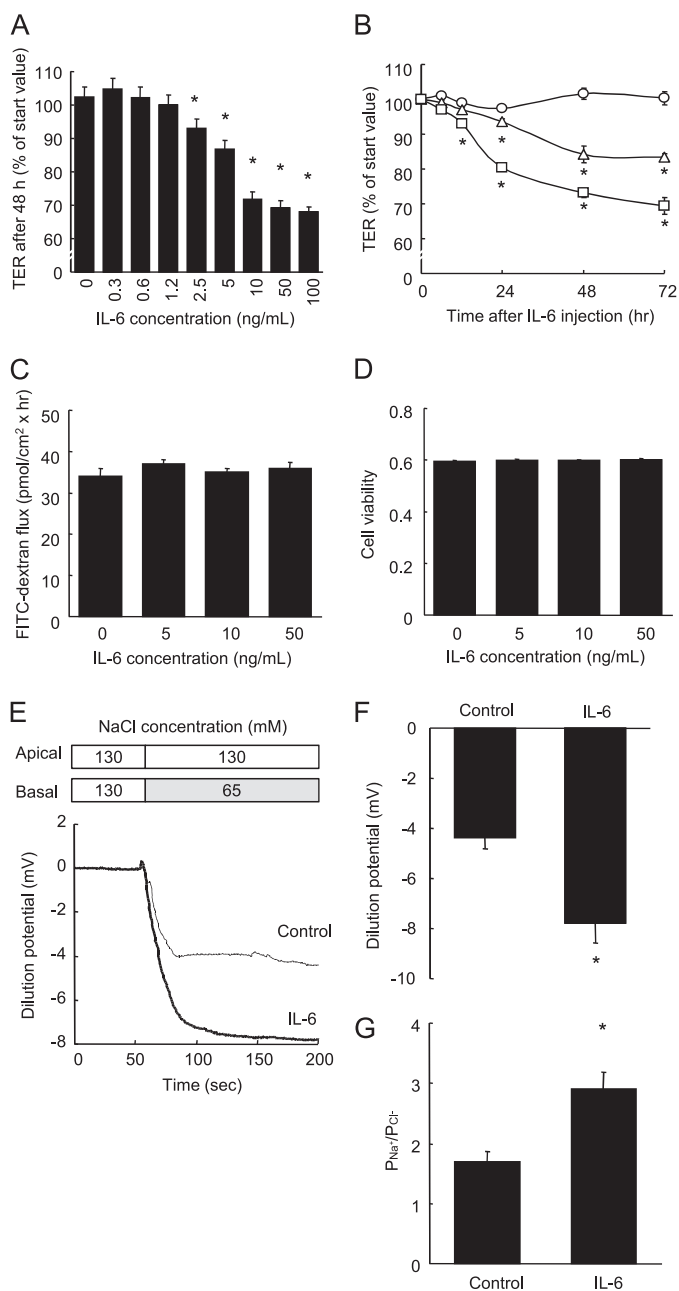 A
TER after 48 h (% of start value)
110
100
90
80
70
60
0
* * * * *
0 0.3 0.6 1.2 2.5 5 10 50 100
IL-6 concentration (ng/mL)
B
TER (% of start value)
110
100
90
80
70
60
0
* * * * * *
0 24 48 72
Time after IL-6 injection (hr)
C
FITC-dextran flux (pmol/cm² x hr)
50
40
30
20
10
0
0 5 10 50
IL-6 concentration (ng/mL)
D
Cell viability
0.8
0.6
0.4
0.2
0
0 5 10 50
IL-6 concentration (ng/mL)
E
NaCl concentration (mM)
Apical 130 130
Basal 130 65
Dilution potential (mV)
2
0
-2
-4
-6
-8
Control
IL-6
0 50 100 150 200
Time (sec)
F
Control IL-6
Dilution potential (mV)
0
-2
-4
-6
-8
-10
*
G
PNa+/PCl-
4
3
2
1
0
*
Control IL-6